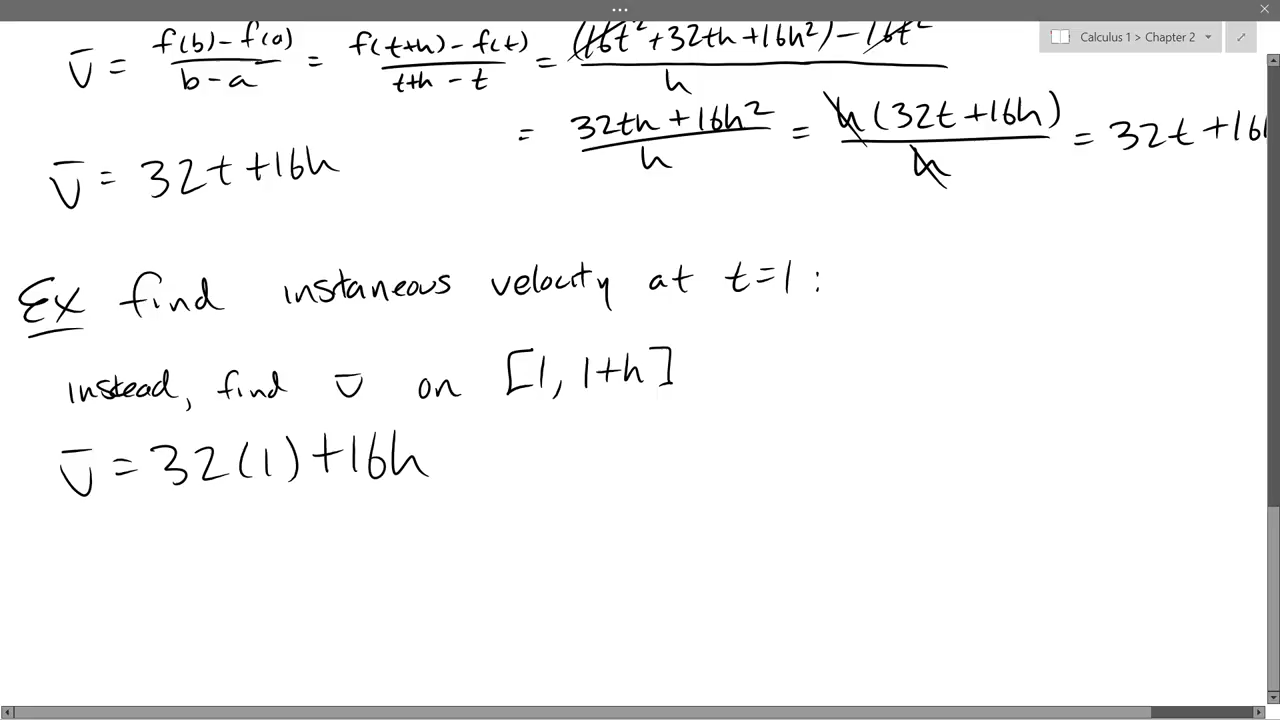 Calculus 1 > Chapter 2
v̄ = (f(b) - f(a))/(b - a) = (f(t+h) - f(t))/(t+h - t) = ((16t² + 32th + 16h²) - 16t²)/h
= (32th + 16h²)/h = h(32t + 16h)/h = 32t + 16h
v̄ = 32t + 16h
Ex find instaneous velocity at t=1:
instead, find v̄ on [1, 1+h]
v̄ = 32(1) + 16h